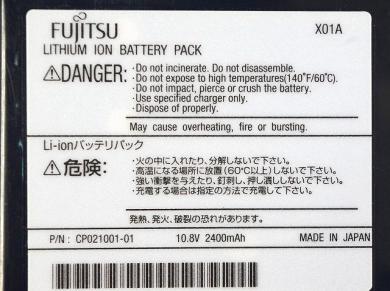 FUJITSU X01A
LITHIUM ION BATTERY PACK
⚠DANGER: ·Do not incinerate. Do not disassemble.
·Do not expose to high temperatures(140°F/60°C).
·Do not impact, pierce or crush the battery.
·Use specified charger only.
·Dispose of properly.
May cause overheating, fire or bursting.
Li-ionバッテリパック
⚠危険: ·火の中に入れたり、分解しないで下さい。
·高温になる場所に放置(60℃以上)しないで下さい。
·強い衝撃を与えたり、釘刺し、押し潰ししないで下さい。
·充電する場合は指定の方法で充電して下さい。
発熱、発火、破裂の恐れがあります。
P/N : CP021001-01 10.8V 2400mAh MADE IN JAPAN